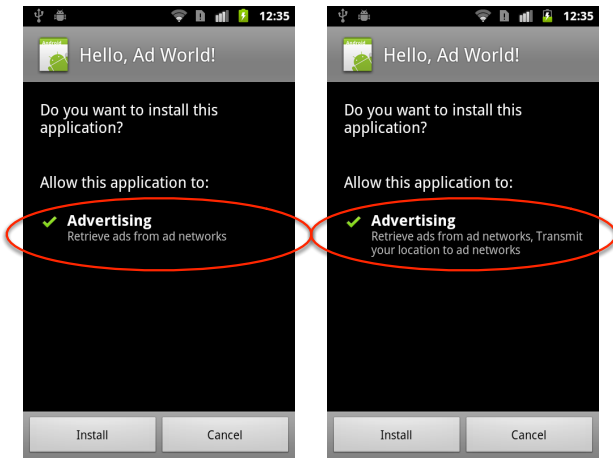 12:35
Android
Hello, Ad World!
Do you want to install this
application?
Allow this application to:
Advertising
Retrieve ads from ad networks
Install
Cancel
12:35
Android
Hello, Ad World!
Do you want to install this
application?
Allow this application to:
Advertising
Retrieve ads from ad networks, Transmit
your location to ad networks
Install
Cancel